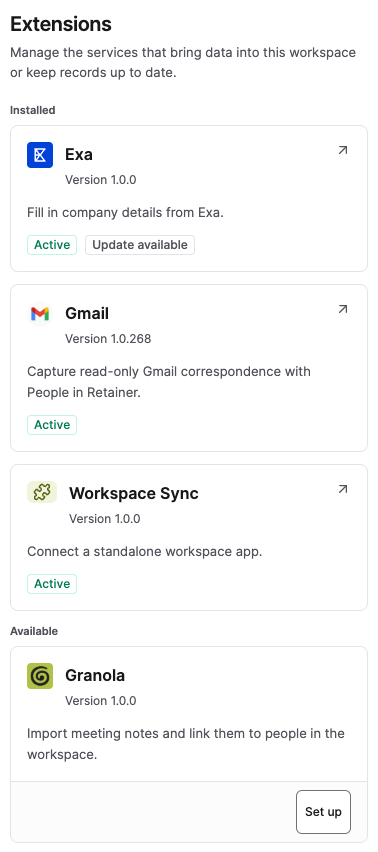 Extensions
Manage the services that bring data into this workspace
or keep records up to date.
Installed
Exa
Version 1.0.0
Fill in company details from Exa.
Active
Update available
Gmail
Version 1.0.268
Capture read-only Gmail correspondence with
People in Retainer.
Active
Workspace Sync
Version 1.0.0
Connect a standalone workspace app.
Active
Available
Granola
Version 1.0.0
Import meeting notes and link them to people in the
workspace.
Set up